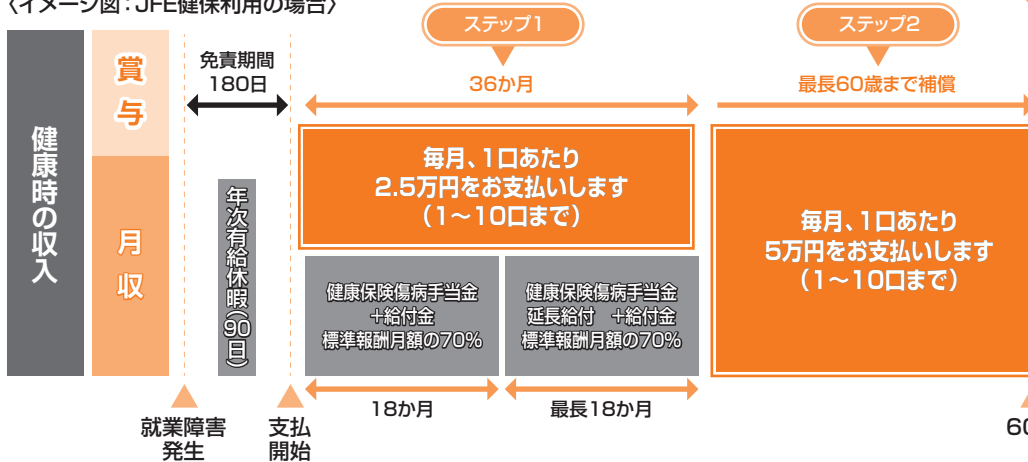 〈イメージ図：JFE健保利用の場合〉
ステップ1
ステップ2
免責期間
180日
36か月
最長60歳まで補償
健康時の収入
賞与
月収
年次有給休暇(90日)
毎月、1口あたり
2.5万円をお支払いします
（1～10口まで）
毎月、1口あたり
5万円をお支払いします
（1～10口まで）
健康保険傷病手当金
＋給付金
標準報酬月額の70%
健康保険傷病手当金
延長給付　＋給付金
標準報酬月額の70%
18か月
最長18か月
就業障害
発生
支払
開始